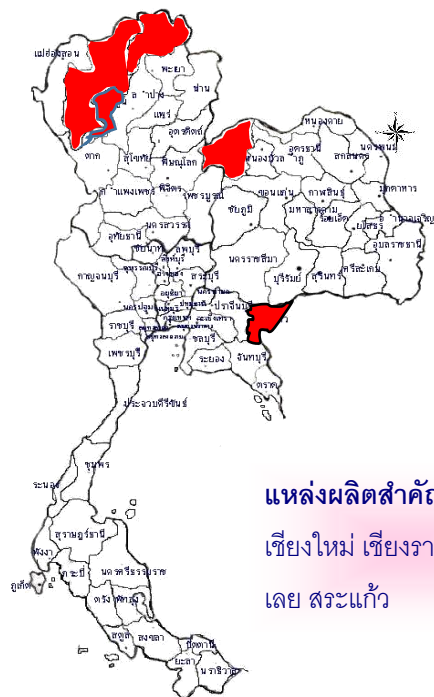 แม่ฮ่องสอน
พะเยา
น่าน
ลำปาง
แพร่
อุตรดิตถ์
ตาก
สุโขทัย
พิษณุโลก
กำแพงเพชร
พิจิตร
เพชรบูรณ์
หนองคาย
อุดรธานี
หนองบัวลำภู
สกลนคร
นครพนม
ขอนแก่น
กาฬสินธุ์
มุกดาหาร
ชัยภูมิ
มหาสารคาม
ร้อยเอ็ด
ยโสธร
อำนาจเจริญ
อุบลราชธานี
นครสวรรค์
อุทัยธานี
ชัยนาท
ลพบุรี
นครราชสีมา
บุรีรัมย์
สุรินทร์
ศรีสะเกษ
กาญจนบุรี
สระบุรี
ปราจีนบุรี
ราชบุรี
ชลบุรี
เพชรบุรี
ระยอง
จันทบุรี
ตราด
ประจวบคีรีขันธ์
ชุมพร
ระนอง
สุราษฎร์ธานี
พังงา
ภูเก็ต
กระบี่
นครศรีธรรมราช
ตรัง
พัทลุง
สตูล
สงขลา
ปัตตานี
ยะลา
นราธิวาส
แหล่งผลิตสำคัญ
เชียงใหม่ เชียงรา
เลย สระแก้ว